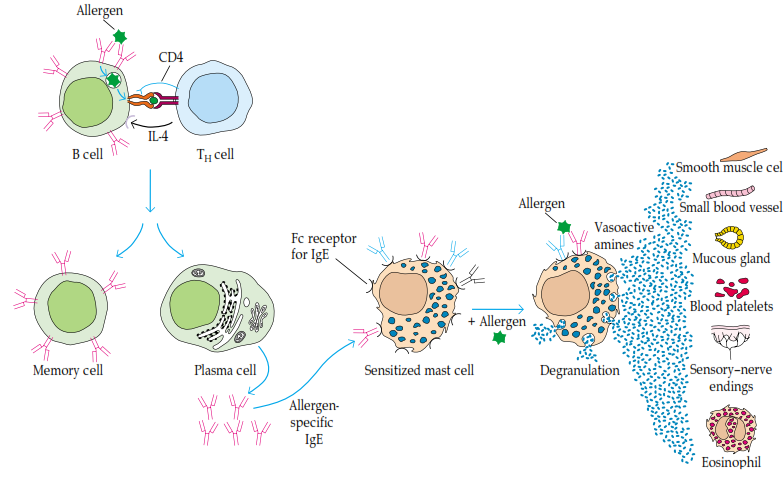 Allergen
CD4
IL-4
B cell
TH cell
Allergen
Vasoactive
amines
Fc receptor
for IgE
+ Allergen
Memory cell
Plasma cell
Sensitized mast cell
Degranulation
Allergen-
specific
IgE
Smooth muscle cel
Small blood vessel
Mucous gland
Blood platelets
Sensory-nerve
endings
Eosinophil